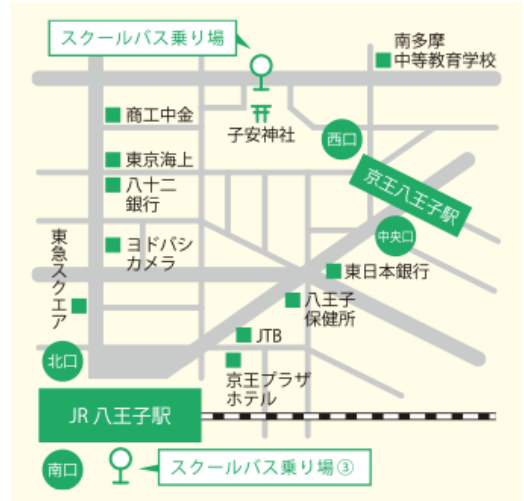 スクールバス乗り場
南多摩
中等教育学校
商工中金
子安神社
西口
東京海上
京王八王子駅
八十二
銀行
中央口
東急スクエア
ヨドバシ
カメラ
東日本銀行
八王子
保健所
JTB
北口
京王プラザ
ホテル
JR 八王子駅
南口
スクールバス乗り場③